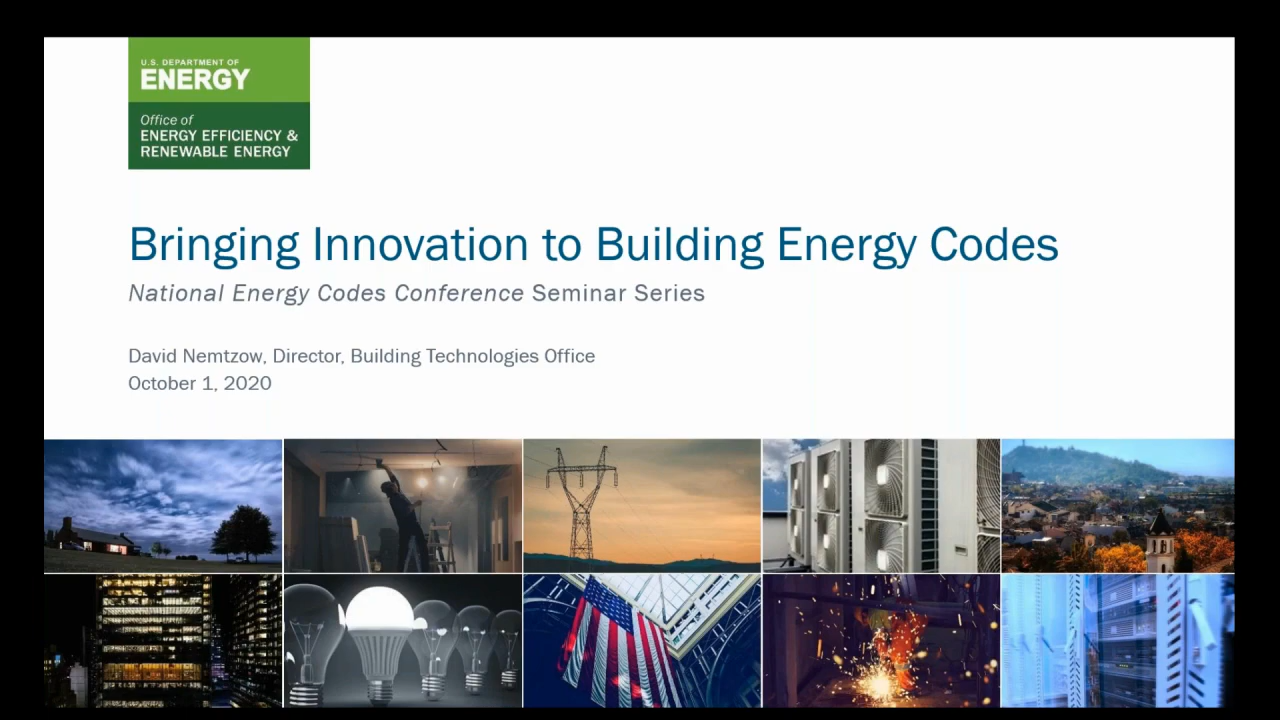 U.S. DEPARTMENT OF
ENERGY
Office of
ENERGY EFFICIENCY &
RENEWABLE ENERGY
Bringing Innovation to Building Energy Codes
National Energy Codes Conference Seminar Series
David Nemtzow, Director, Building Technologies Office
October 1, 2020